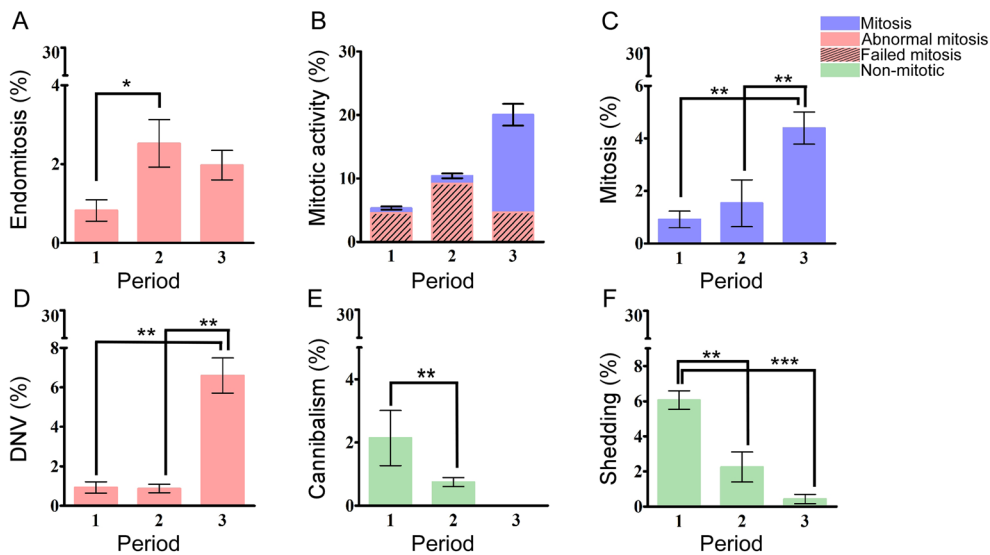 A
Endomitosis (%)
30
4
2
0
*
1 2 3
Period
B
Mitotic activity (%)
30
20
10
0
1 2 3
Period
C
Mitosis
Abnormal mitosis
Failed mitosis
Non-mitotic
Mitosis (%)
30
6
4
2
0
** **
1 2 3
Period
D
DNV (%)
30
8
6
4
2
0
** **
1 2 3
Period
E
Cannibalism (%)
30
4
2
0
**
1 2 3
Period
F
Shedding (%)
30
8
6
4
2
0
** ***
1 2 3
Period